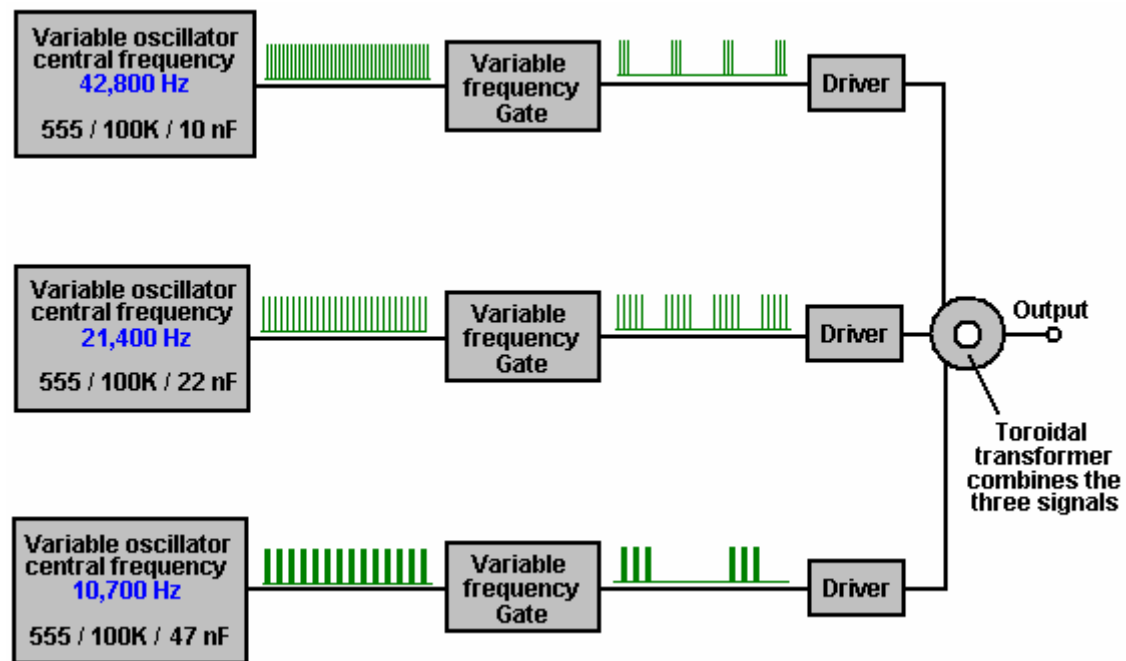 Variable oscillator
central frequency
42,800 Hz
555 / 100K / 10 nF
Variable
frequency
Gate
Driver
Variable oscillator
central frequency
21,400 Hz
555 / 100K / 22 nF
Variable
frequency
Gate
Driver
Output
Toroidal
transformer
combines the
three signals
Variable oscillator
central frequency
10,700 Hz
555 / 100K / 47 nF
Variable
frequency
Gate
Driver